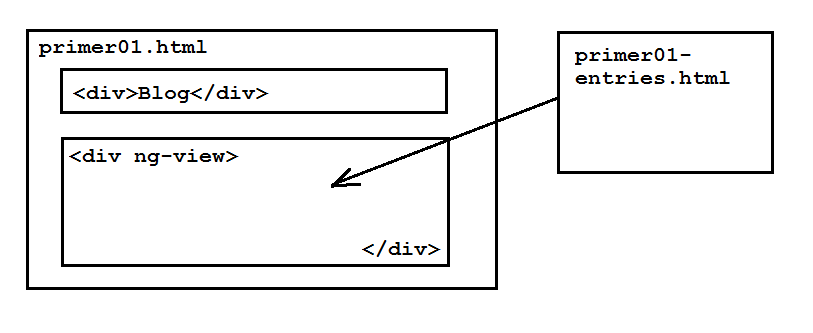 primer01.html
<div>Blog</div>
<div ng-view>
</div>
primer01-
entries.html